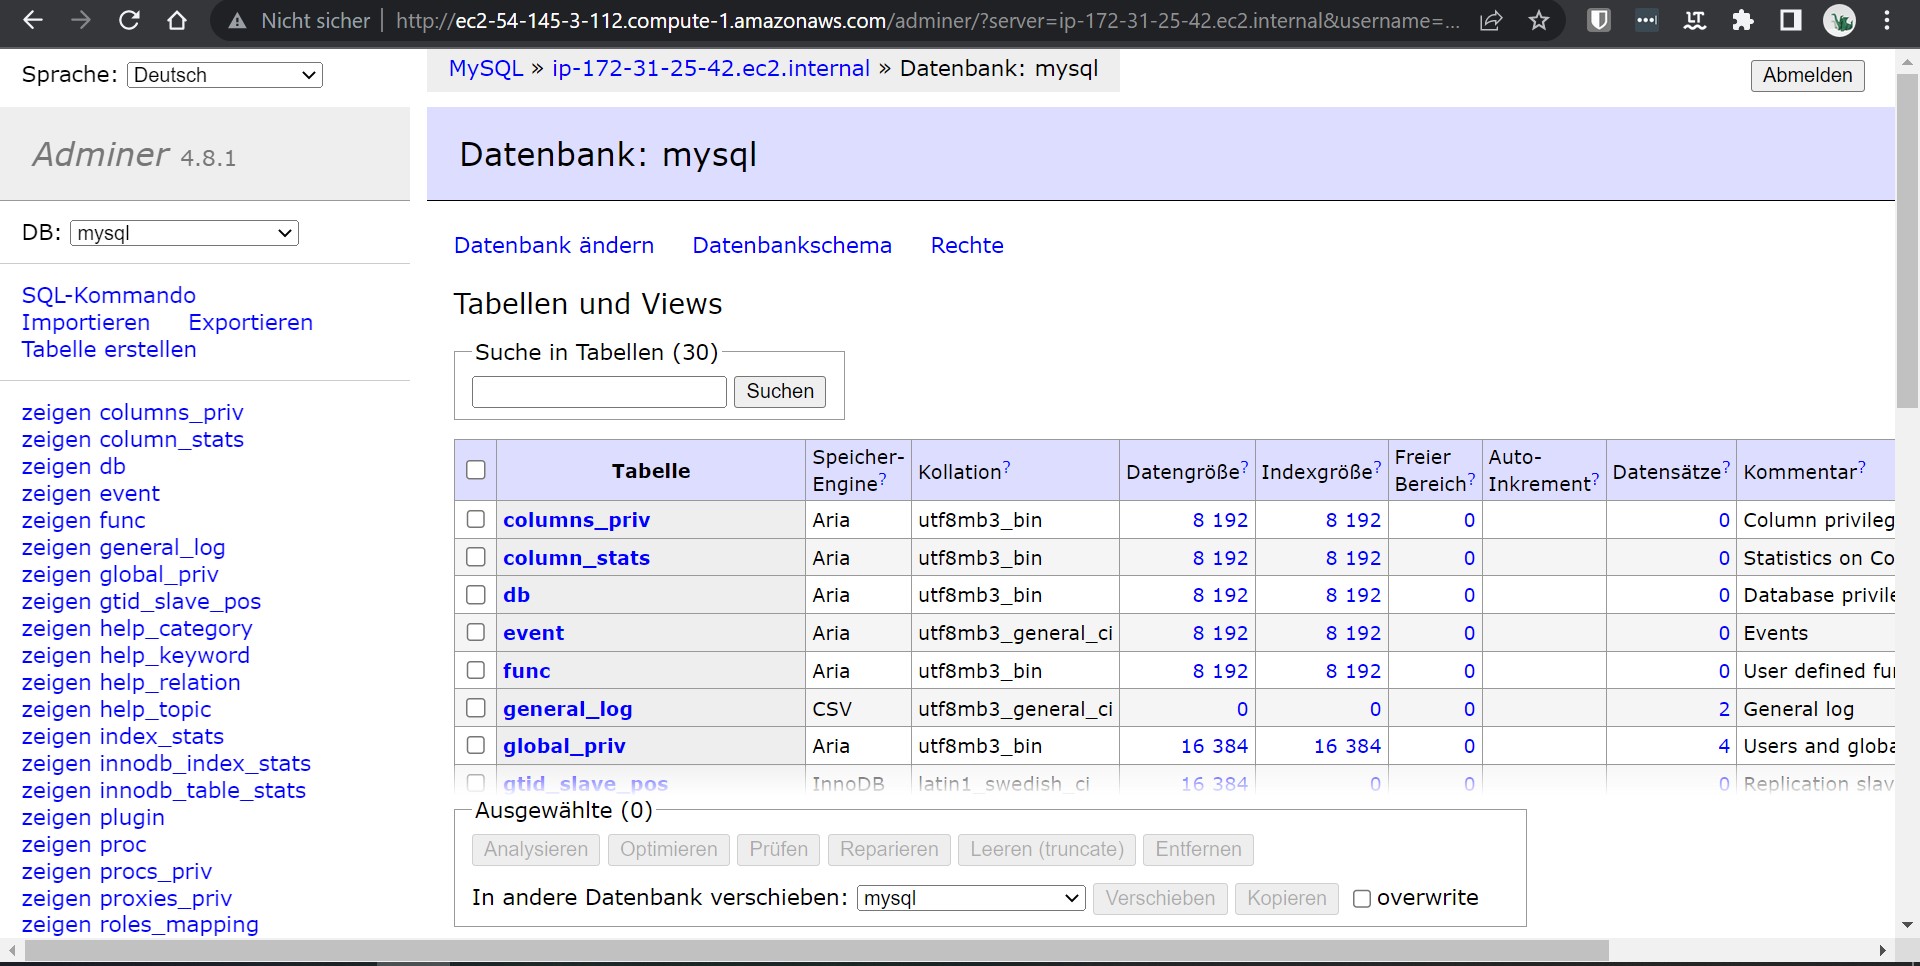 Nicht sicher http://ec2-54-145-3-112.compute-1.amazonaws.com/adminer/?server=ip-172-31-25-42.ec2.internal&username=...
Sprache: Deutsch
MySQL » ip-172-31-25-42.ec2.internal » Datenbank: mysql
Abmelden
Adminer 4.8.1
Datenbank: mysql
DB: mysql
SQL-Kommando
Importieren Exportieren
Tabelle erstellen
zeigen columns_priv
zeigen column_stats
zeigen db
zeigen event
zeigen func
zeigen general_log
zeigen global_priv
zeigen gtid_slave_pos
zeigen help_category
zeigen help_keyword
zeigen help_relation
zeigen help_topic
zeigen index_stats
zeigen innodb_index_stats
zeigen innodb_table_stats
zeigen plugin
zeigen proc
zeigen procs_priv
zeigen proxies_priv
zeigen roles_mapping
Datenbank ändern Datenbankschema Rechte
Tabellen und Views
Suche in Tabellen (30)
Suchen
Tabelle Speicher-Engine? Kollation? Datengröße? Indexgröße? Freier Bereich? Auto-Inkrement? Datensätze? Kommentar?
columns_priv Aria utf8mb3_bin 8 192 8 192 0 0 Column privileg
column_stats Aria utf8mb3_bin 8 192 8 192 0 0 Statistics on Co
db Aria utf8mb3_bin 8 192 8 192 0 0 Database privile
event Aria utf8mb3_general_ci 8 192 8 192 0 0 Events
func Aria utf8mb3_bin 8 192 8 192 0 0 User defined fu
general_log CSV utf8mb3_general_ci 0 0 0 2 General log
global_priv Aria utf8mb3_bin 16 384 16 384 0 4 Users and globa
gtid_slave_pos InnoDB latin1_swedish_ci 16 384 0 0 0 Replication slav
Ausgewählte (0)
Analysieren Optimieren Prüfen Reparieren Leeren (truncate) Entfernen
In andere Datenbank verschieben: mysql Verschieben Kopieren overwrite